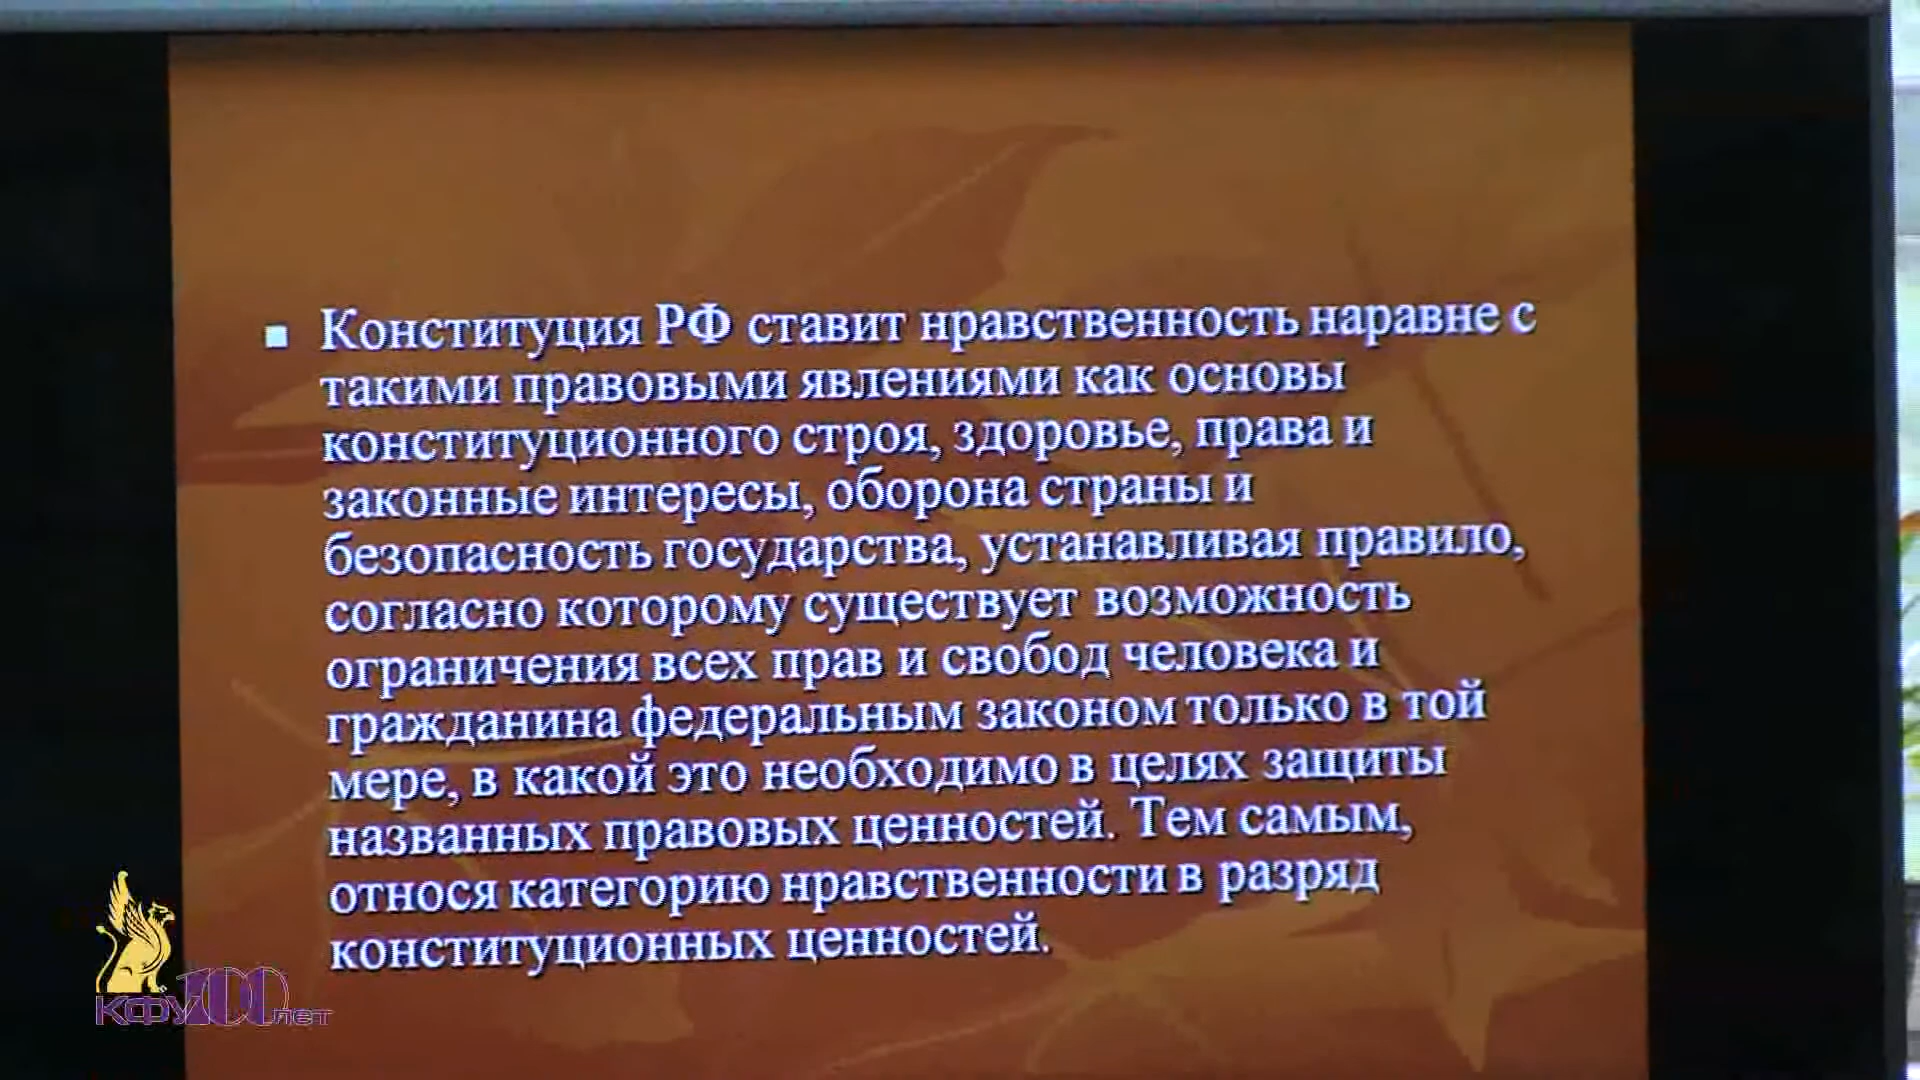 ▪ Конституция РФ ставит нравственность наравне с
такими правовыми явлениями как основы
конституционного строя, здоровье, права и
законные интересы, оборона страны и
безопасность государства, устанавливая правило,
согласно которому существует возможность
ограничения всех прав и свобод человека и
гражданина федеральным законом только в той
мере, в какой это необходимо в целях защиты
названных правовых ценностей. Тем самым,
относя категорию нравственности в разряд
конституционных ценностей.
КФУ 100 лет